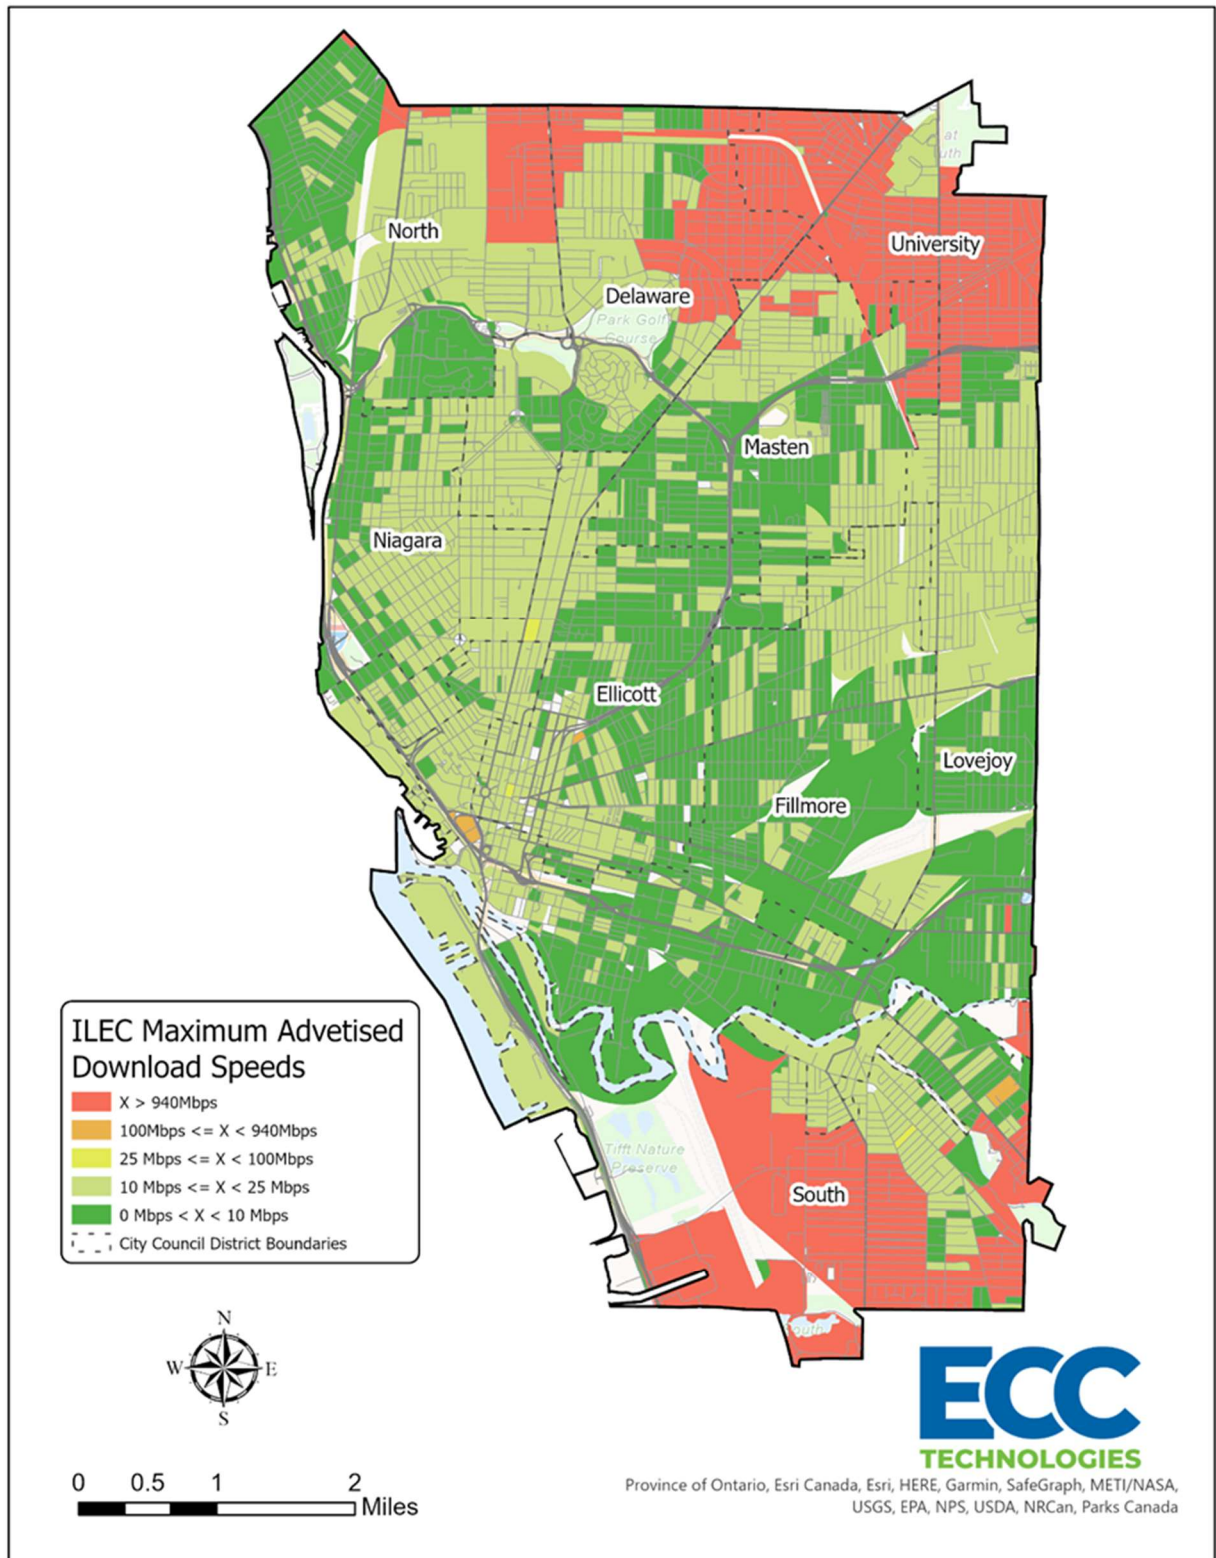 North
University
Delaware
Park Golf
Course
Masten
Niagara
Ellicott
Lovejoy
Fillmore
Tifft Nature
Preserve
South
ILEC Maximum Advetised
Download Speeds
X > 940Mbps
100Mbps <= X < 940Mbps
25 Mbps <= X < 100Mbps
10 Mbps <= X < 25 Mbps
0 Mbps < X < 10 Mbps
City Council District Boundaries
N
W E
S
0 0.5 1 2
Miles
ECC
TECHNOLOGIES
Province of Ontario, Esri Canada, Esri, HERE, Garmin, SafeGraph, METI/NASA,
USGS, EPA, NPS, USDA, NRCan, Parks Canada